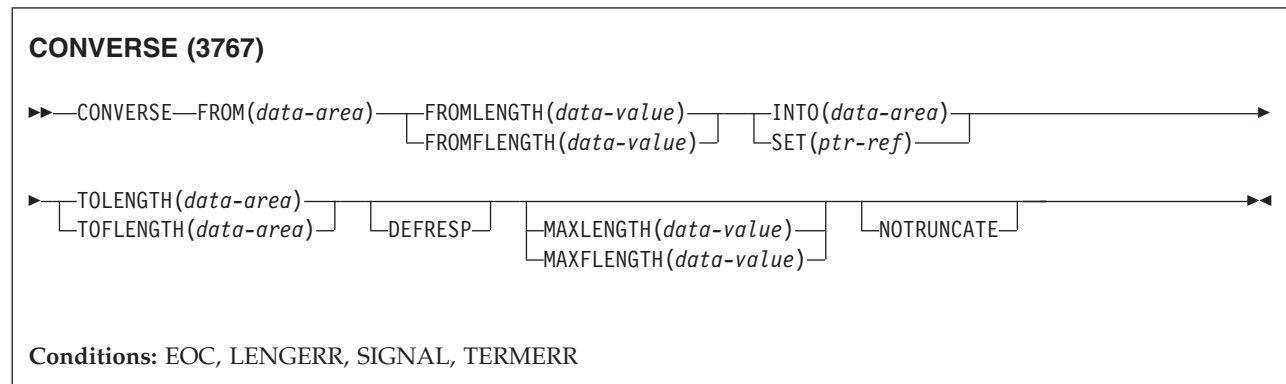 CONVERSE (3767)
CONVERSE FROM(data-area) FROMLENGTH(data-value) INTO(data-area)
FROMFLENGTH(data-value) SET(ptr-ref)
TOLENGTH(data-area)
TOFLENGTH(data-area) DEFRESP MAXLENGTH(data-value) NOTRUNCATE
MAXFLENGTH(data-value)
Conditions: EOC, LENGERR, SIGNAL, TERMERR